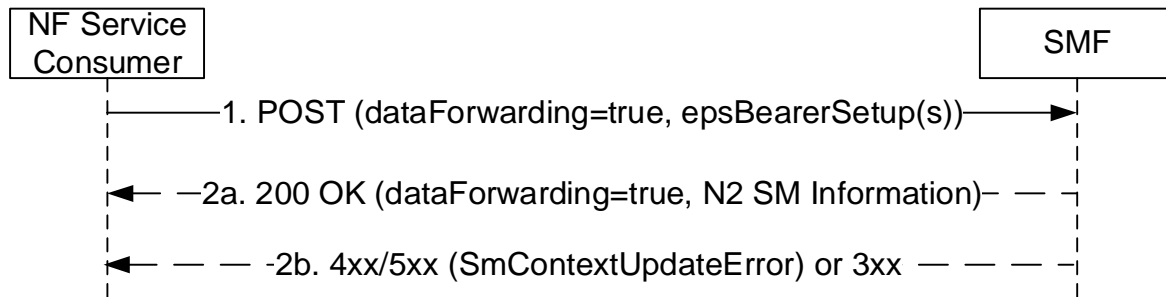 NF Service
Consumer
SMF
1. POST (dataForwarding=true, epsBearerSetup(s))
2a. 200 OK (dataForwarding=true, N2 SM Information)
2b. 4xx/5xx (SmContextUpdateError) or 3xx